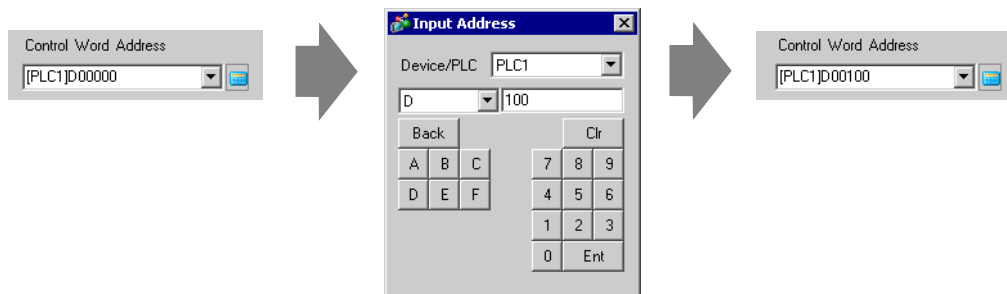 Control Word Address
[PLC1]D00000
Input Address
Device/PLC PLC1
D 100
Back Clr
A B C 7 8 9
D E F 4 5 6
1 2 3
0 Ent
Control Word Address
[PLC1]D00100